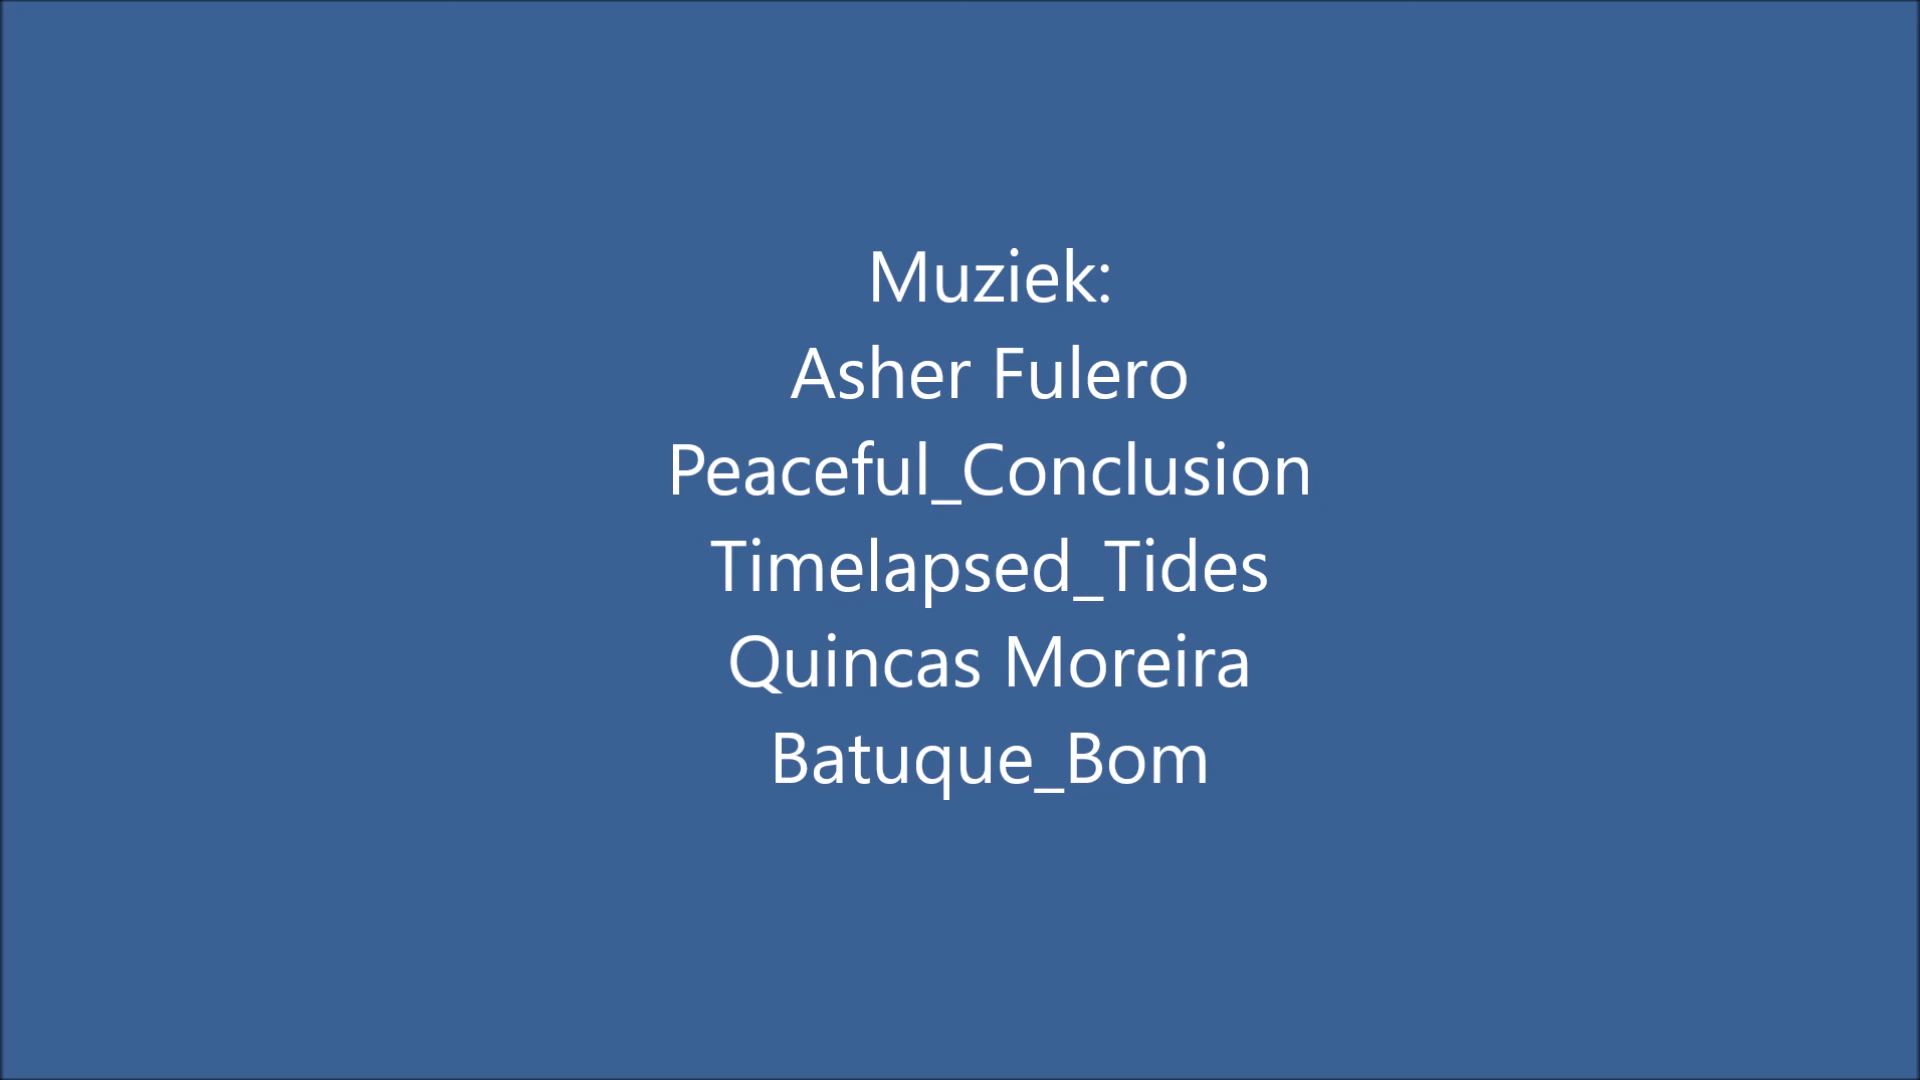 Muziek:
Asher Fulero
Peaceful_Conclusion
Timelapsed_Tides
Quincas Moreira
Batuque_Bom